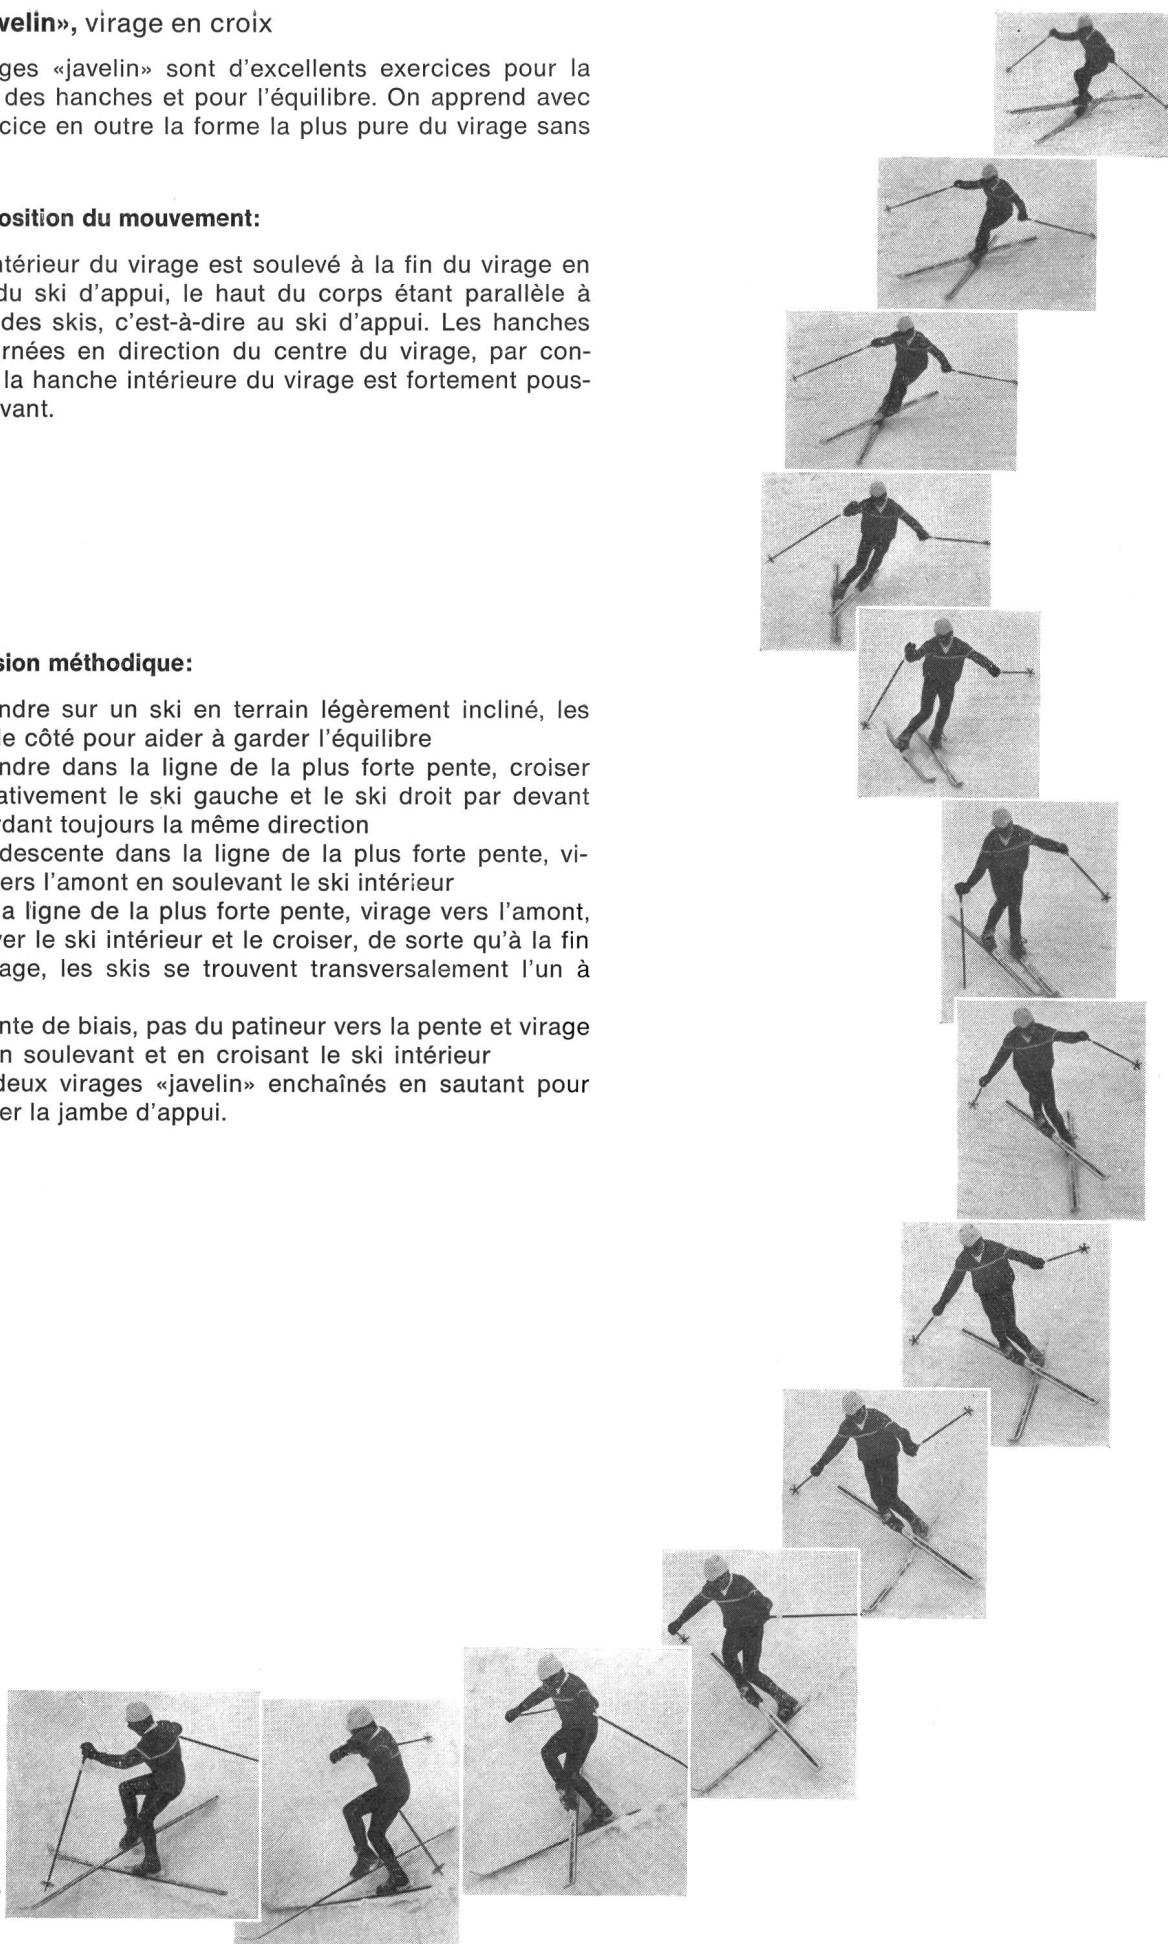 velin», virage en croix
ges «javelin» sont d'excellents exercices pour la
des hanches et pour l'équilibre. On apprend avec
cice en outre la forme la plus pure du virage sans
osition du mouvement:
ntérieur du virage est soulevé à la fin du virage en
du ski d'appui, le haut du corps étant parallèle à
des skis, c'est-à-dire au ski d'appui. Les hanches
rnées en direction du centre du virage, par con-
la hanche intérieure du virage est fortement pous-
vant.
sion méthodique:
ndre sur un ski en terrain légèrement incliné, les
de côté pour aider à garder l'équilibre
ndre dans la ligne de la plus forte pente, croiser
ativement le ski gauche et le ski droit par devant
rdant toujours la même direction
descente dans la ligne de la plus forte pente, vi-
ers l'amont en soulevant le ski intérieur
la ligne de la plus forte pente, virage vers l'amont,
ver le ski intérieur et le croiser, de sorte qu'à la fin
age, les skis se trouvent transversalement l'un à
nte de biais, pas du patineur vers la pente et virage
n soulevant et en croisant le ski intérieur
deux virages «javelin» enchaînés en sautant pour
er la jambe d'appui.